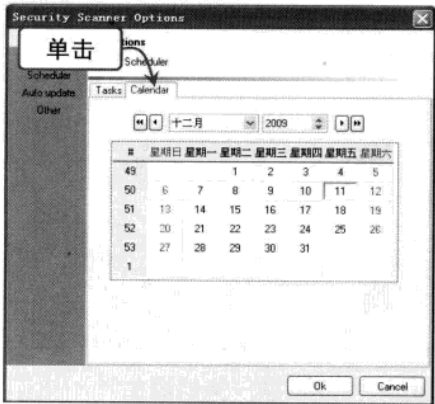 Security Scanner Options
单击
tions
Scheduler
Scheduler
Auto update
Other
Tasks Calendar
十二月 2009
# 星期日 星期一 星期二 星期三 星期四 星期五 星期六
49 1 2 3 4 5
50 6 7 8 9 10 11 12
51 13 14 15 16 17 18 19
52 20 21 22 23 24 25 26
53 27 28 29 30 31
1
Ok Cancel